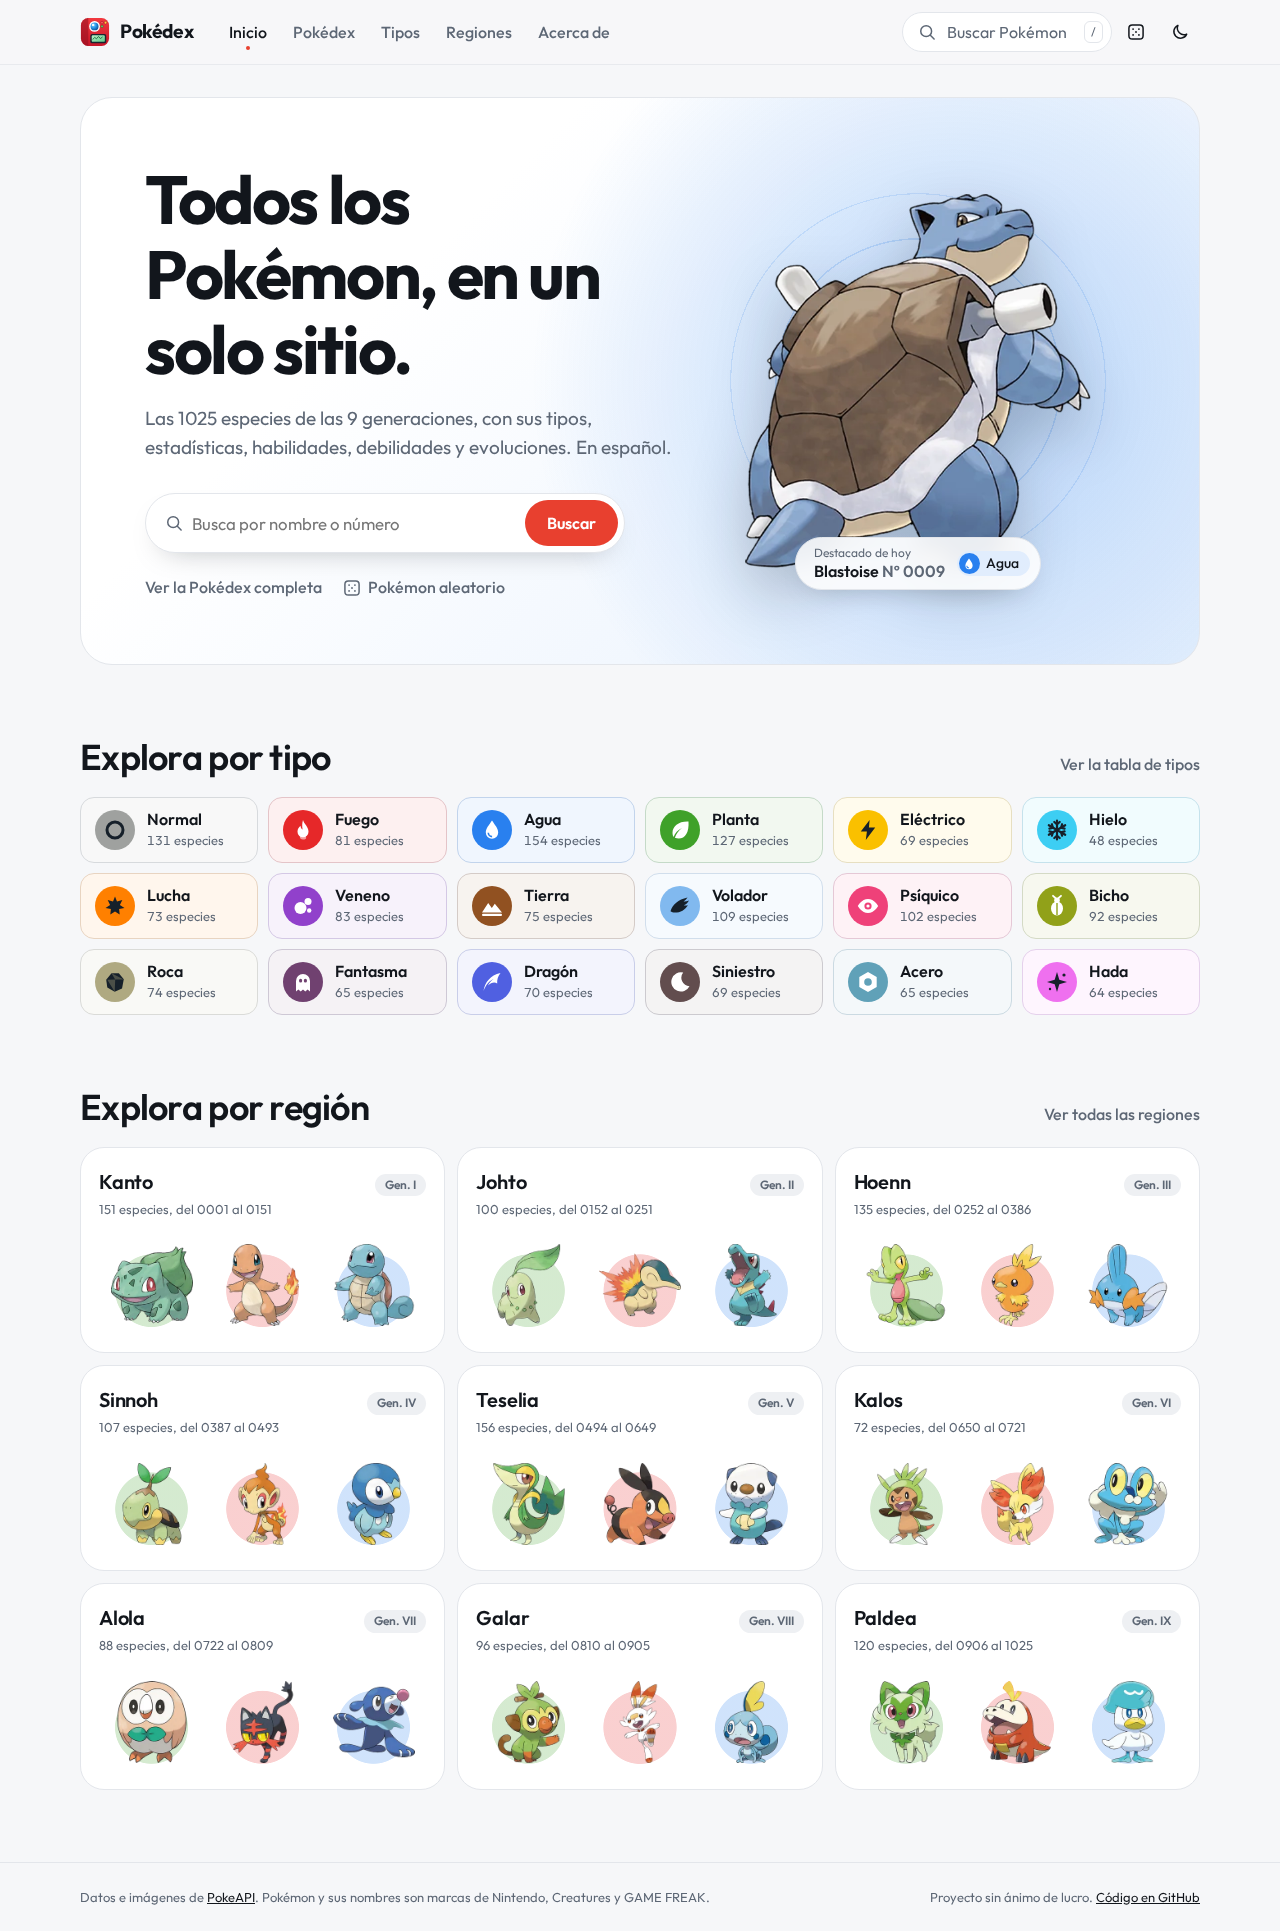 Pokédex
Inicio
Pokédex
Tipos
Regiones
Acerca de
Buscar Pokémon
/
Todos los
Pokémon, en un
solo sitio.
Las 1025 especies de las 9 generaciones, con sus tipos,
estadísticas, habilidades, debilidades y evoluciones. En español.
Busca por nombre o número
Buscar
Ver la Pokédex completa
Pokémon aleatorio
Destacado de hoy
Blastoise Nº 0009
Agua
Explora por tipo
Ver la tabla de tipos
Normal
131 especies
Fuego
81 especies
Agua
154 especies
Planta
127 especies
Eléctrico
69 especies
Hielo
48 especies
Lucha
73 especies
Veneno
83 especies
Tierra
75 especies
Volador
109 especies
Psíquico
102 especies
Bicho
92 especies
Roca
74 especies
Fantasma
65 especies
Dragón
70 especies
Siniestro
69 especies
Acero
65 especies
Hada
64 especies
Explora por región
Ver todas las regiones
Kanto
Gen. I
151 especies, del 0001 al 0151
Johto
Gen. II
100 especies, del 0152 al 0251
Hoenn
Gen. III
135 especies, del 0252 al 0386
Sinnoh
Gen. IV
107 especies, del 0387 al 0493
Teselia
Gen. V
156 especies, del 0494 al 0649
Kalos
Gen. VI
72 especies, del 0650 al 0721
Alola
Gen. VII
88 especies, del 0722 al 0809
Galar
Gen. VIII
96 especies, del 0810 al 0905
Paldea
Gen. IX
120 especies, del 0906 al 1025
Datos e imágenes de PokeAPI. Pokémon y sus nombres son marcas de Nintendo, Creatures y GAME FREAK.
Proyecto sin ánimo de lucro. Código en GitHub